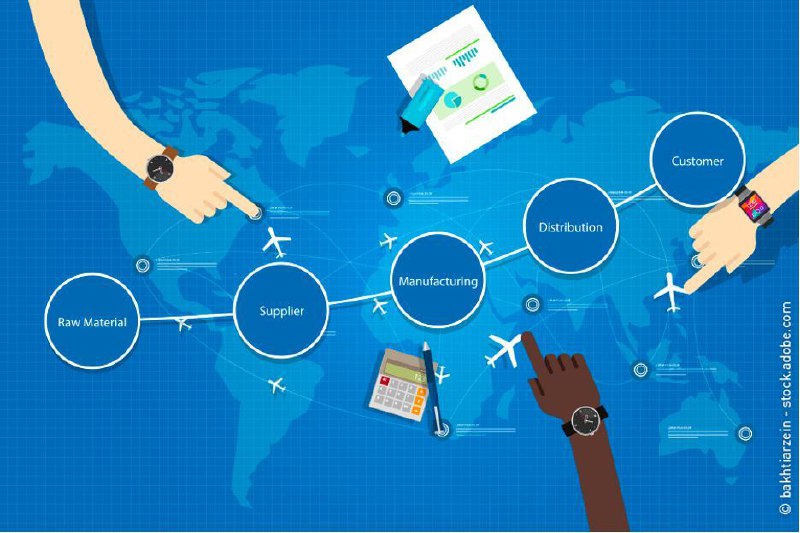 Customer
Distribution
Manufacturing
Supplier
Raw Material
© bakhtiarzein - stock.adobe.com